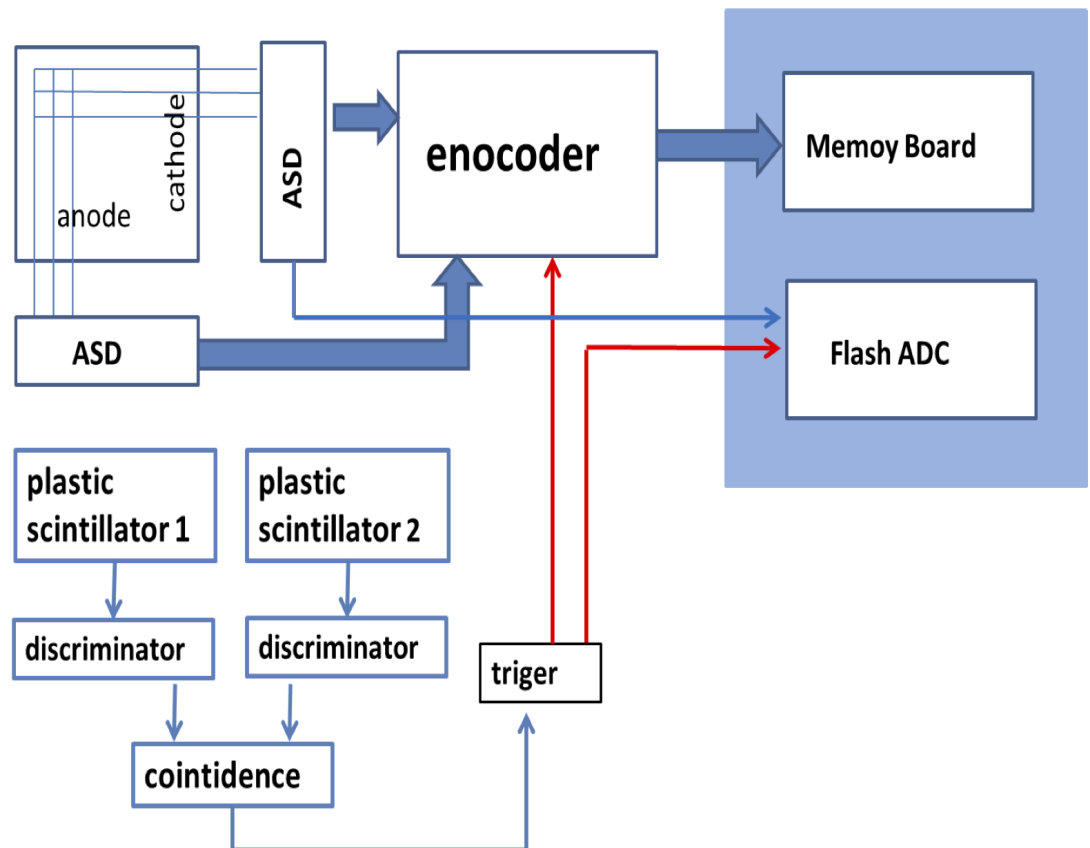 anode
cathode
ASD
enocoder
Memoy Board
ASD
Flash ADC
plastic
scintillator 1
plastic
scintillator 2
discriminator
discriminator
triger
cointidence